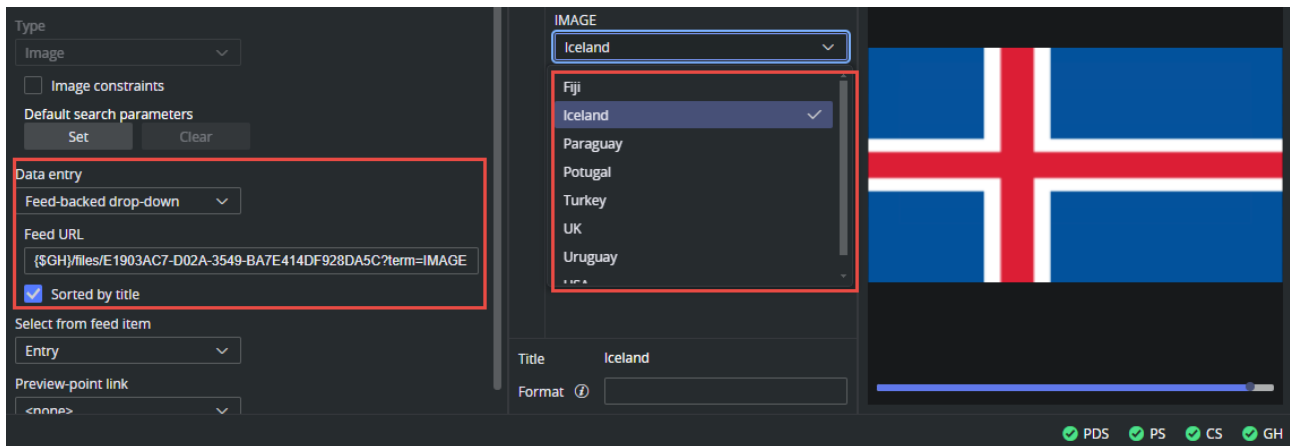 Type
Image
Image constraints
Default search parameters
Set Clear
Data entry
Feed-backed drop-down
Feed URL
{$GH}/files/E1903AC7-D02A-3549-BA7E414DF928DA5C?term=IMAGE
Sorted by title
Select from feed item
Entry
Preview-point link
<none>
IMAGE
Iceland
Fiji
Iceland
Paraguay
Potugal
Turkey
UK
Uruguay
USA
Title Iceland
Format
PDS PS CS GH